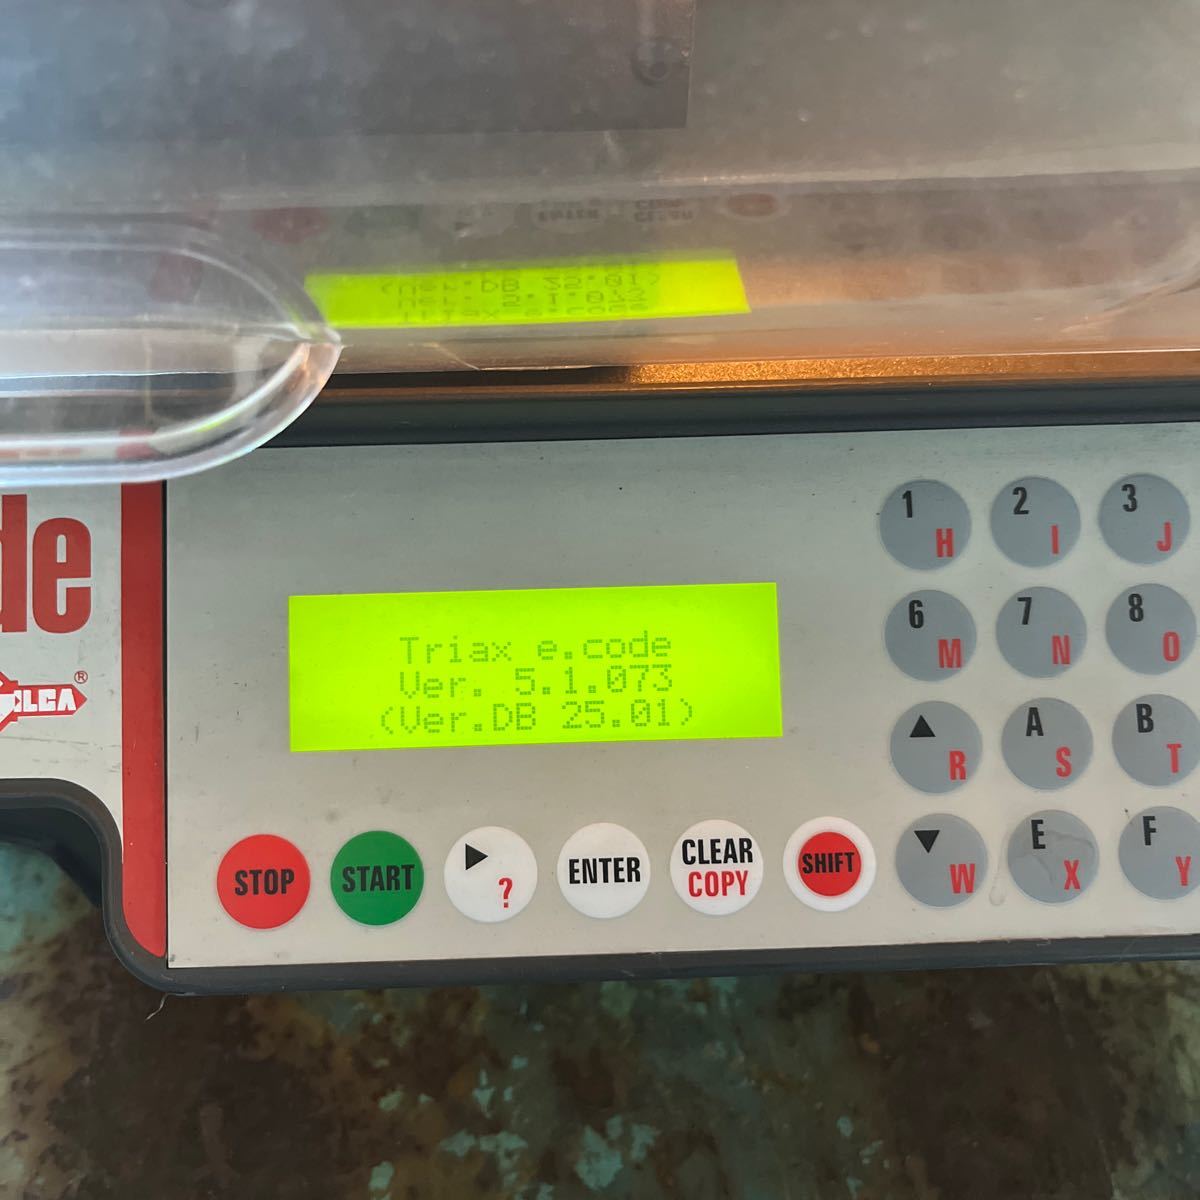 de
ILCA®
Triax e.code
Ver. 5.1.073
(Ver.DB 25.01)
1 H
2 I
3 J
6 M
7 N
8 O
▲ R
A S
B T
▼ W
E X
F Y
STOP
START
▶ ?
ENTER
CLEAR
COPY
SHIFT